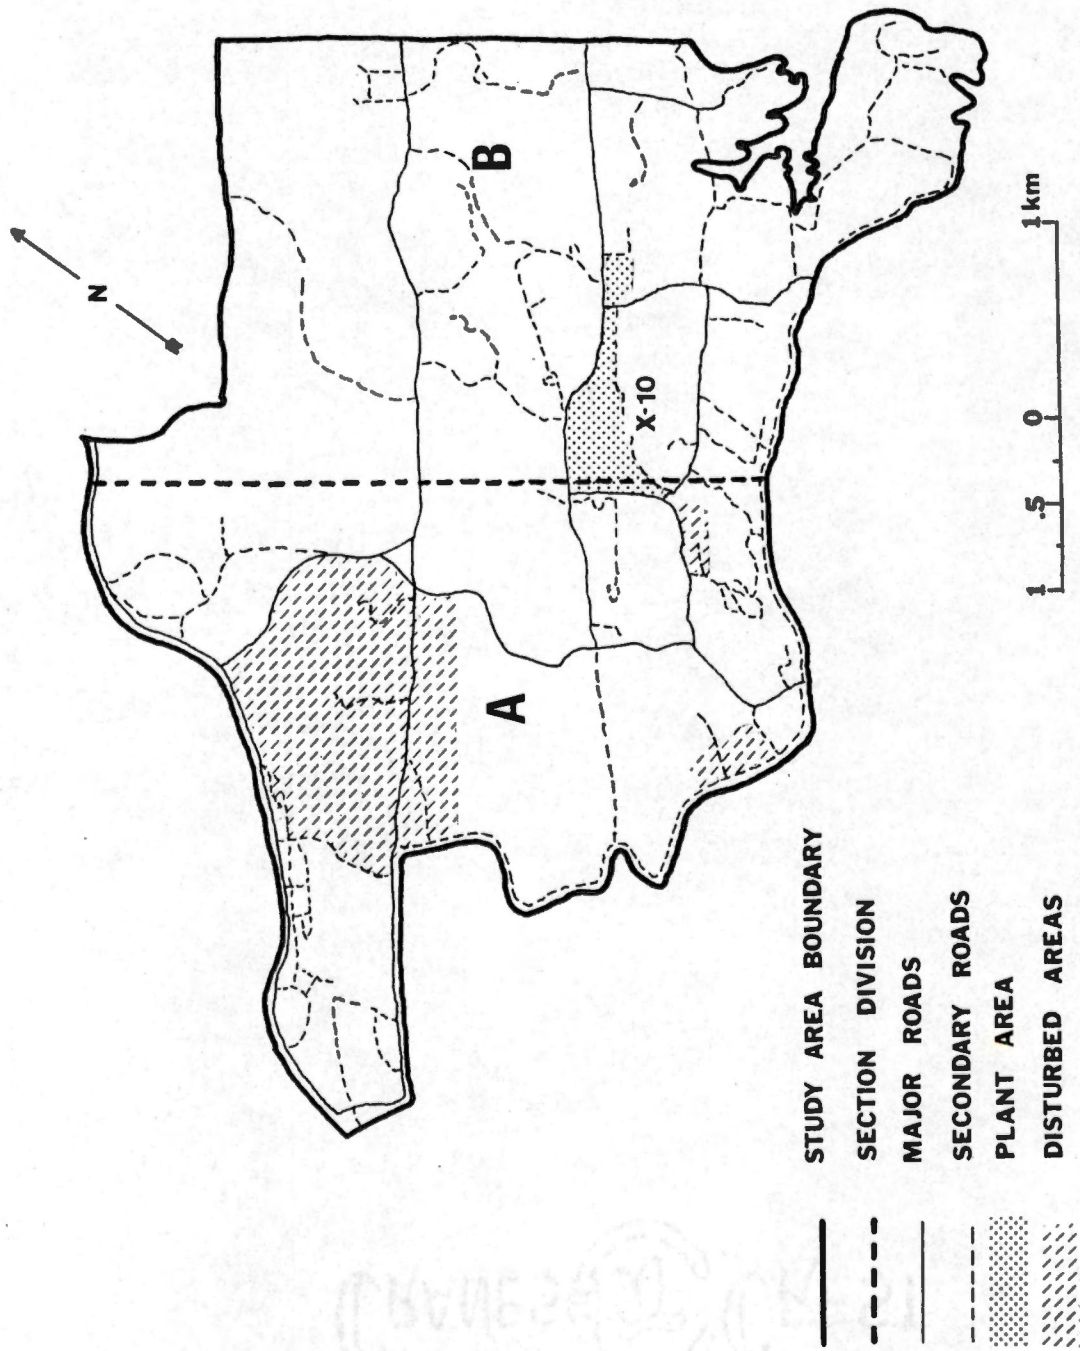 N
B
A
X-10
1 .5 0 1 km
STUDY AREA BOUNDARY
SECTION DIVISION
MAJOR ROADS
SECONDARY ROADS
PLANT AREA
DISTURBED AREAS